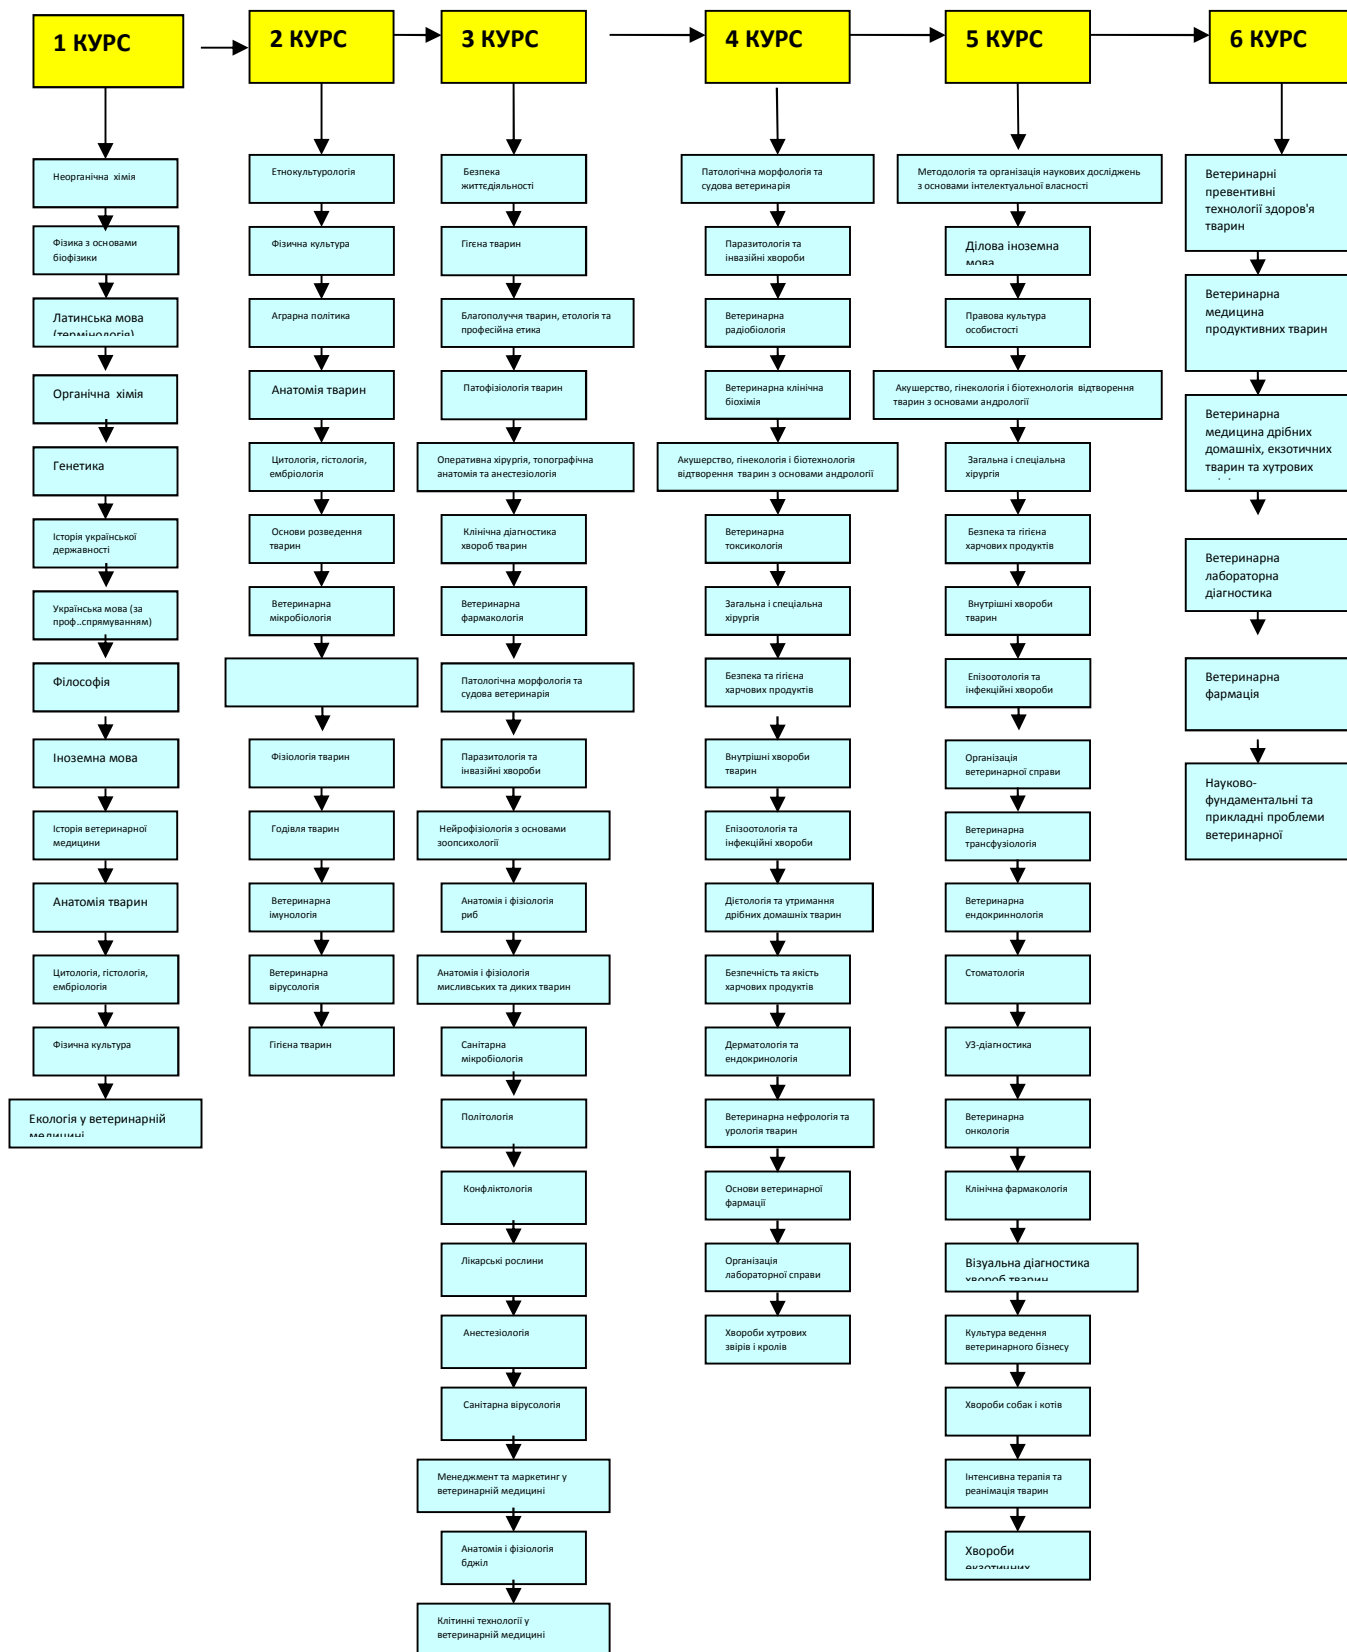 1 КУРС
2 КУРС
3 КУРС
4 КУРС
5 КУРС
6 КУРС
Неорганічна хімія
Фізика з основами
біофізики
Латинська мова
(термінологія)
Органічна хімія
Генетика
Історія української
державності
Українська мова (за
проф..спрямуванням)
Філософія
Іноземна мова
Історія ветеринарної
медицини
Анатомія тварин
Цитологія, гістологія,
ембріологія
Фізична культура
Екологія у ветеринарній
медицині
Етнокультурологія
Фізична культура
Аграрна політика
Анатомія тварин
Цитологія, гістологія,
ембріологія
Основи розведення
тварин
Ветеринарна
мікробіологія
Фізіологія тварин
Годівля тварин
Ветеринарна
імунологія
Ветеринарна
вірусологія
Гігієна тварин
Безпека
життєдіяльності
Гігєна тварин
Благополуччя тварин, етологія та
професійна етика
Патофізіологія тварин
Оперативна хірургія, топографічна
анатомія та анестезіологія
Клінічна діагностика
хвороб тварин
Ветеринарна
фармакологія
Патологічна морфологія та
судова ветеринарія
Паразитологія та
інвазійні хвороби
Нейрофізіологія з основами
зоопсихології
Анатомія і фізіологія
риб
Анатомія і фізіологія
мисливських та диких тварин
Санітарна
мікробіологія
Політологія
Конфліктологія
Лікарські рослини
Анестезіологія
Санітарна вірусологія
Менеджмент та маркетинг у
ветеринарній медицині
Анатомія і фізіологія
бджіл
Клітинні технології у
ветеринарній медицині
Патологічна морфологія та
судова ветеринарія
Паразитологія та
інвазійні хвороби
Ветеринарна
радіобіологія
Ветеринарна клінічна
біохімія
Акушерство, гінекологія і біотехнологія
відтворення тварин з основами андрології
Ветеринарна
токсикологія
Загальна і спеціальна
хірургія
Безпека та гігієна
харчових продуктів
Внутрішні хвороби
тварин
Епізоотологія та
інфекційні хвороби
Дієтологія та утримання
дрібних домашніх тварин
Безпечність та якість
харчових продуктів
Дерматологія та
ендокринологія
Ветеринарна нефрологія та
урологія тварин
Основи ветеринарної
фармації
Організація
лабораторної справи
Хвороби хутрових
звірів і кролів
Методологія та організація наукових досліджень
з основами інтелектуальної власності
Ділова іноземна
мова
Правова культура
особистості
Акушерство, гінекологія і біотехнологія відтворення
тварин з основами андрології
Загальна і спеціальна
хірургія
Безпека та гігієна
харчових продуктів
Внутрішні хвороби
тварин
Епізоотологія та
інфекційні хвороби
Організація
ветеринарної справи
Ветеринарна
трансфузіологія
Ветеринарна
ендокриннологія
Стоматологія
УЗ-діагностика
Ветеринарна
онкологія
Клінічна фармакологія
Візуальна діагностика
хвороб тварин
Культура ведення
ветеринарного бізнесу
Хвороби собак і котів
Інтенсивна терапія та
реанімація тварин
Хвороби
екзотичних
Ветеринарні
превентивні
технології здоров'я
тварин
Ветеринарна
медицина
продуктивних тварин
Ветеринарна
медицина дрібних
домашніх, екзотичних
тварин та хутрових
Ветеринарна
лабораторна
діагностика
Ветеринарна
фармація
Науково-
фундаментальні та
прикладні проблеми
ветеринарної